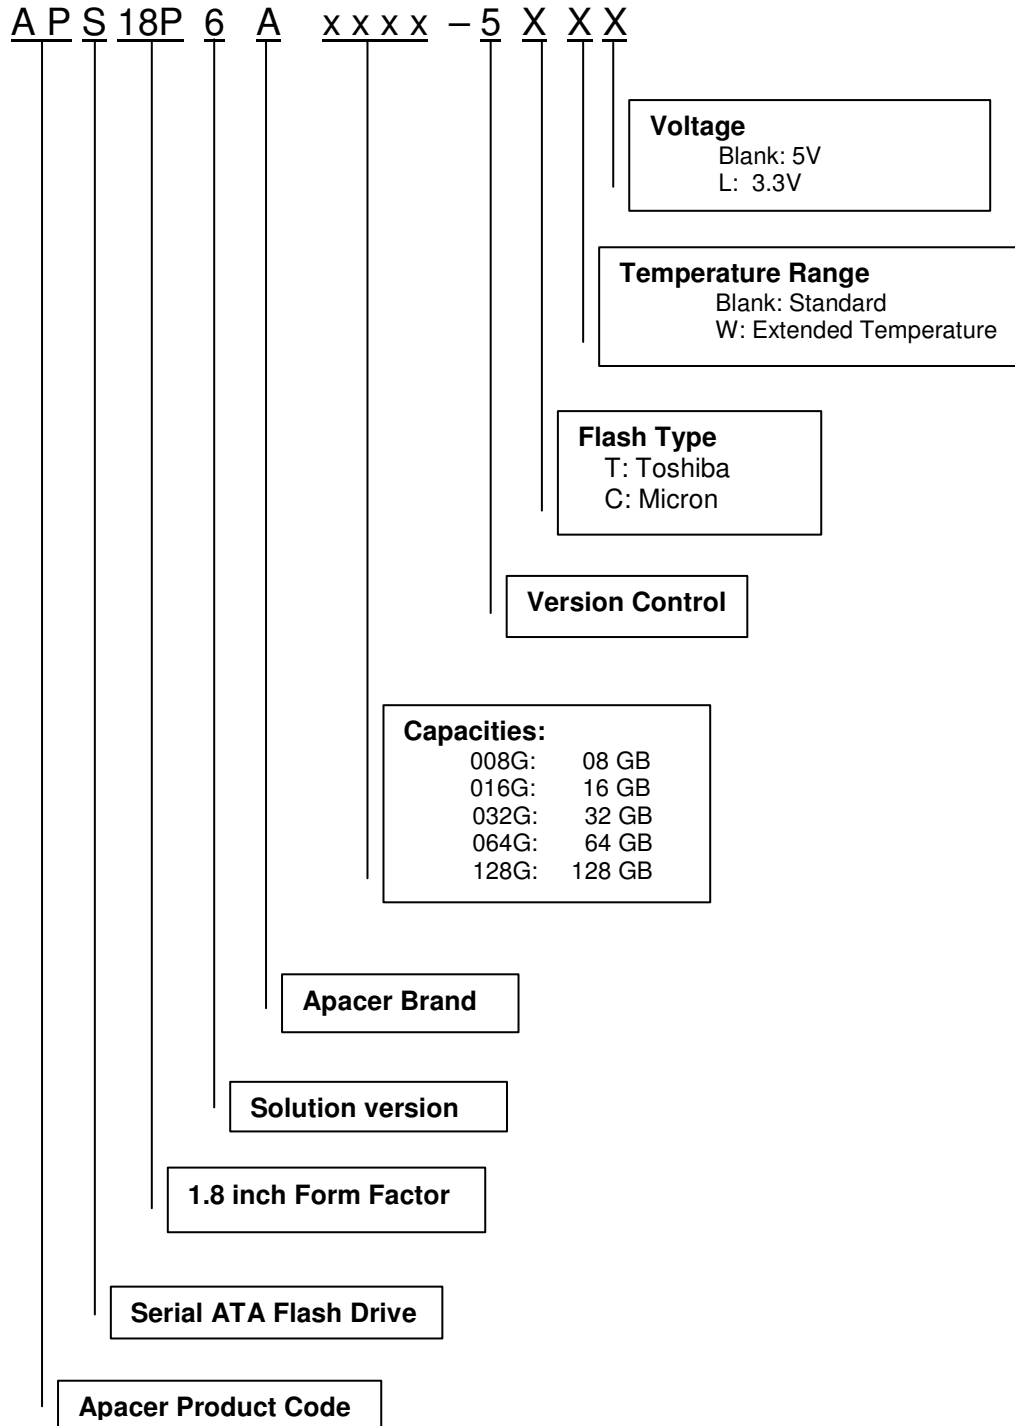 A P S 18P 6 A x x x x – 5 X X X
Voltage
Blank: 5V
L: 3.3V
Temperature Range
Blank: Standard
W: Extended Temperature
Flash Type
T: Toshiba
C: Micron
Version Control
Capacities:
008G: 08 GB
016G: 16 GB
032G: 32 GB
064G: 64 GB
128G: 128 GB
Apacer Brand
Solution version
1.8 inch Form Factor
Serial ATA Flash Drive
Apacer Product Code